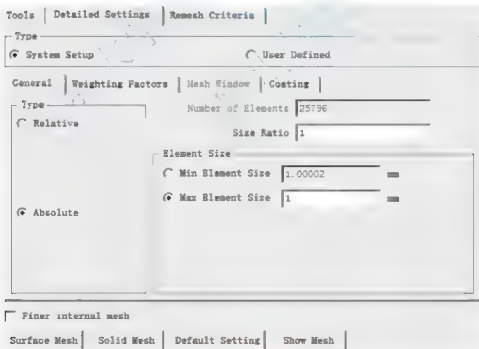 Tools Detailed Settings Remesh Criteria
Type
System Setup User Defined
General Weighting Factors Mesh Window Coating
Type
Relative
Number of Elements 25796
Size Ratio 1
Element Size
Min Element Size 1.00002 mm
Absolute
Max Element Size 1 mm
Finer internal mesh
Surface Mesh Solid Mesh Default Setting Show Mesh